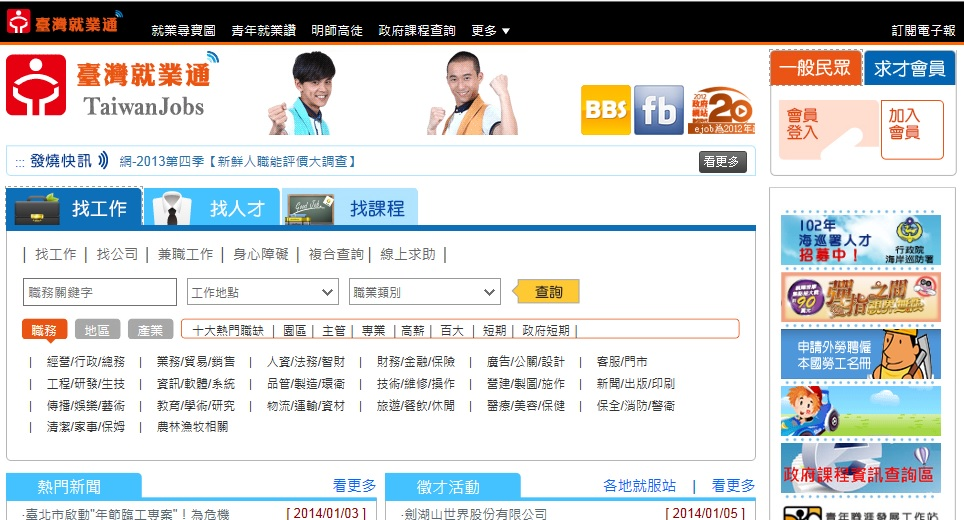 臺灣就業通
就業尋寶圖 青年就業讚 明師高徒 政府課程查詢 更多 ▼ 訂閱電子報
臺灣就業通
TaiwanJobs
BBS fb
2012
政府
網站
20
ejob為2012年
一般民眾 求才會員
會員
登入
加入
會員
::: 發燒快訊 網-2013第四季【新鮮人職能評價大調查】 看更多
找工作 找人才 Good Job 找課程
| 找工作 | 找公司 | 兼職工作 | 身心障礙 | 複合查詢 | 線上求助 |
職務關鍵字 工作地點 職業類別 查詢
職務 地區 產業 十大熱門職缺 | 園區 | 主管 | 專業 | 高薪 | 百大 | 短期 | 政府短期 |
| 經營/行政/總務 | 業務/貿易/銷售 | 人資/法務/智財 | 財務/金融/保險 | 廣告/公關/設計 | 客服/門市
| 工程/研發/生技 | 資訊/軟體/系統 | 品管/製造/環衛 | 技術/維修/操作 | 營建/製圖/施作 | 新聞/出版/印刷
| 傳播/娛樂/藝術 | 教育/學術/研究 | 物流/運輸/資材 | 旅遊/餐飲/休閒 | 醫療/美容/保健 | 保全/消防/警衛
| 清潔/家事/保姆 | 農林漁牧相關
102年
海巡署人才
招募中！
行政院
海岸巡防署
90
彈指之間
申請外勞聘僱
本國勞工名冊
政府課程資訊查詢區
青年職涯發展工作站
熱門新聞 看更多
·臺北市啟動"年節臨工專案"！為危機 [ 2014/01/03 ]
徵才活動 各地就服站 | 看更多
·劍湖山世界股份有限公司 [ 2014/01/05 ]